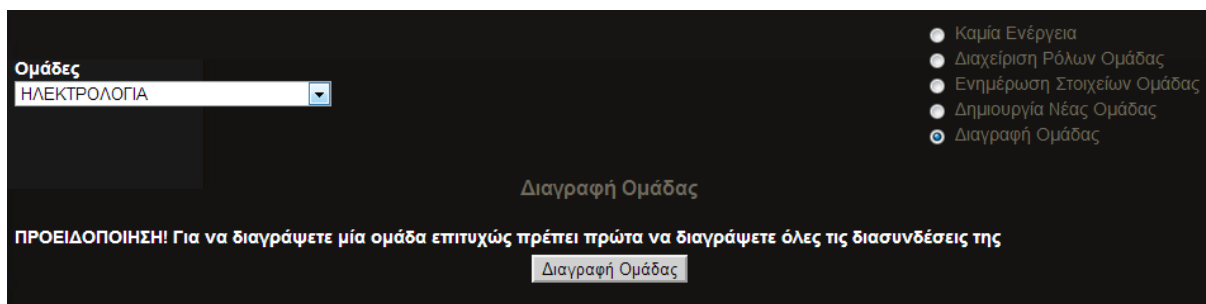 Καμία Ενέργεια
Διαχείριση Ρόλων Ομάδας
Ομάδες
ΗΛΕΚΤΡΟΛΟΓΙΑ
Ενημέρωση Στοιχείων Ομάδας
Δημιουργία Νέας Ομάδας
Διαγραφή Ομάδας
Διαγραφή Ομάδας
ΠΡΟΕΙΔΟΠΟΙΗΣΗ! Για να διαγράψετε μία ομάδα επιτυχώς πρέπει πρώτα να διαγράψετε όλες τις διασυνδέσεις της
Διαγραφή Ομάδας